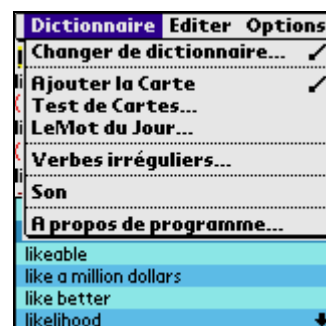 Dictionnaire Editer Options
Changer de dictionnaire...
Ajouter la Carte
Test de Cartes...
LeMot du Jour...
Verbes irréguliers...
Son
A propos de programme...
likeable
like a million dollars
like better
likelihood